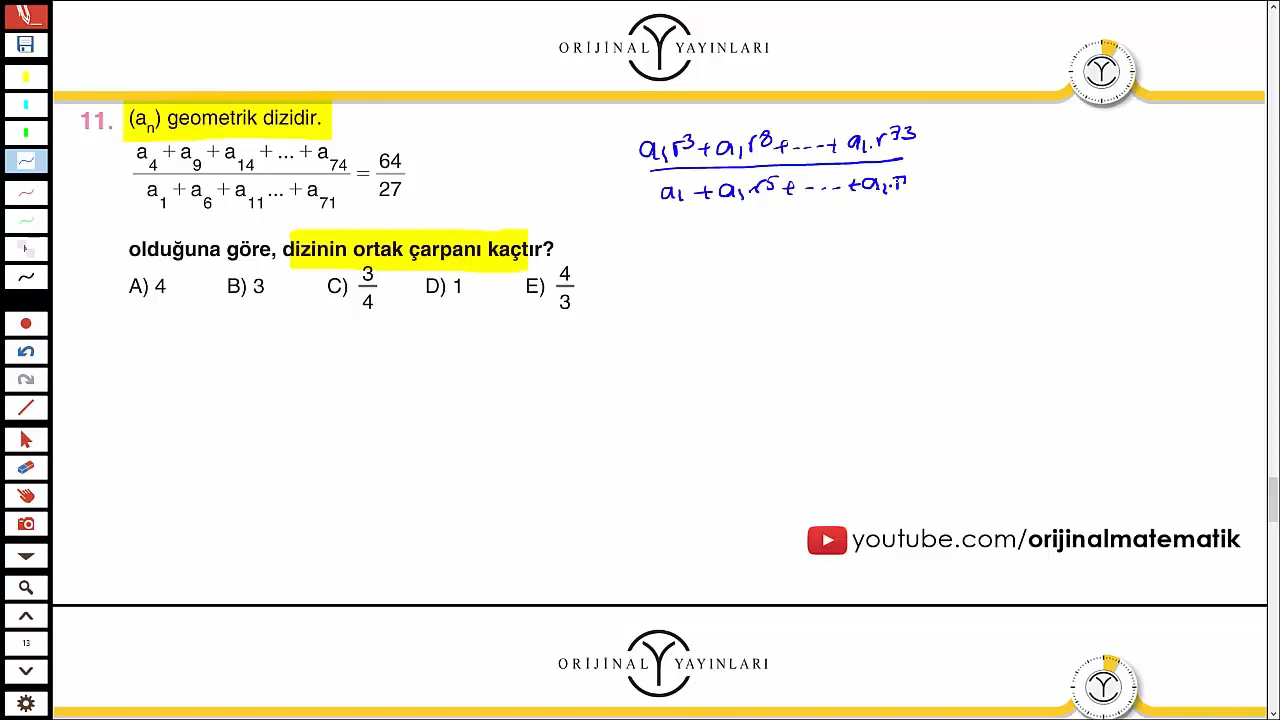 ORİJİNAL YAYINLARI
11. (aₙ) geometrik dizidir.
a₄ + a₉ + a₁₄ + ... + a₇₄
a₁ + a₆ + a₁₁ ... + a₇₁
= 64/27
a₁r³ + a₁r⁸ + ---- + a₁.r⁷³
a₁ + a₁r⁵ + ---- + a₁.r
olduğuna göre, dizinin ortak çarpanı kaçtır?
A) 4 B) 3 C) 3/4 D) 1 E) 4/3
youtube.com/orijinalmatematik
13
ORİJİNAL YAYINLARI